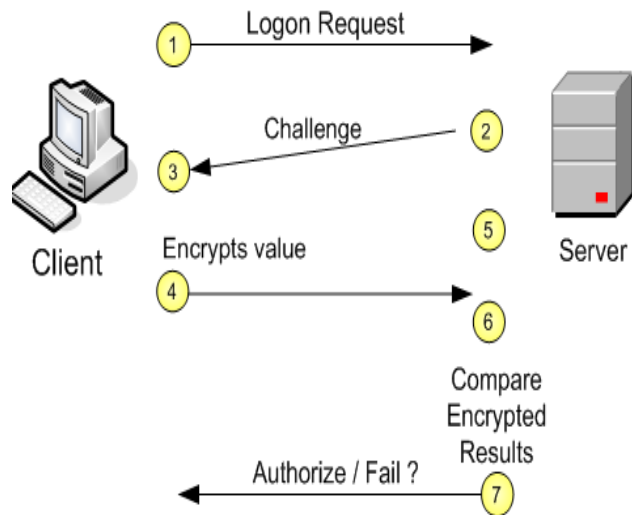 Logon Request
1
Challenge
2
3
Client
Server
5
Encrypts value
4
6
Compare
Encrypted
Results
Authorize / Fail ?
7